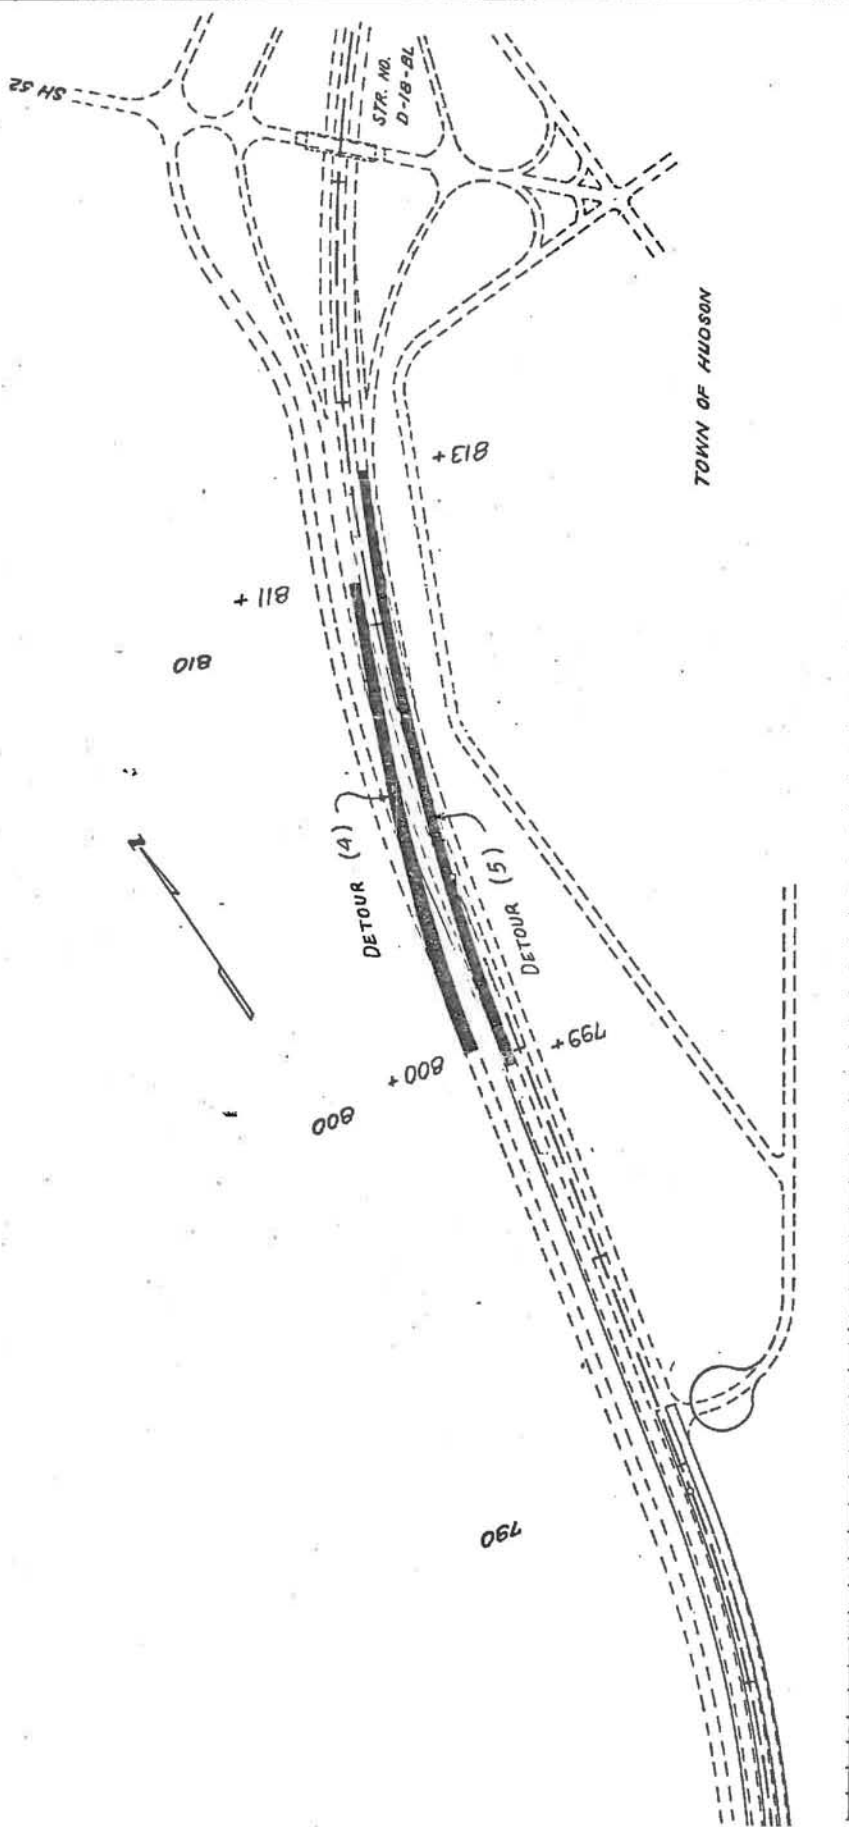 SH 52
STR. NO.
D-18-BL
TOWN OF HUDSON
813+
811+
810
N
DETOUR (4)
DETOUR (5)
799+
800+
800
790